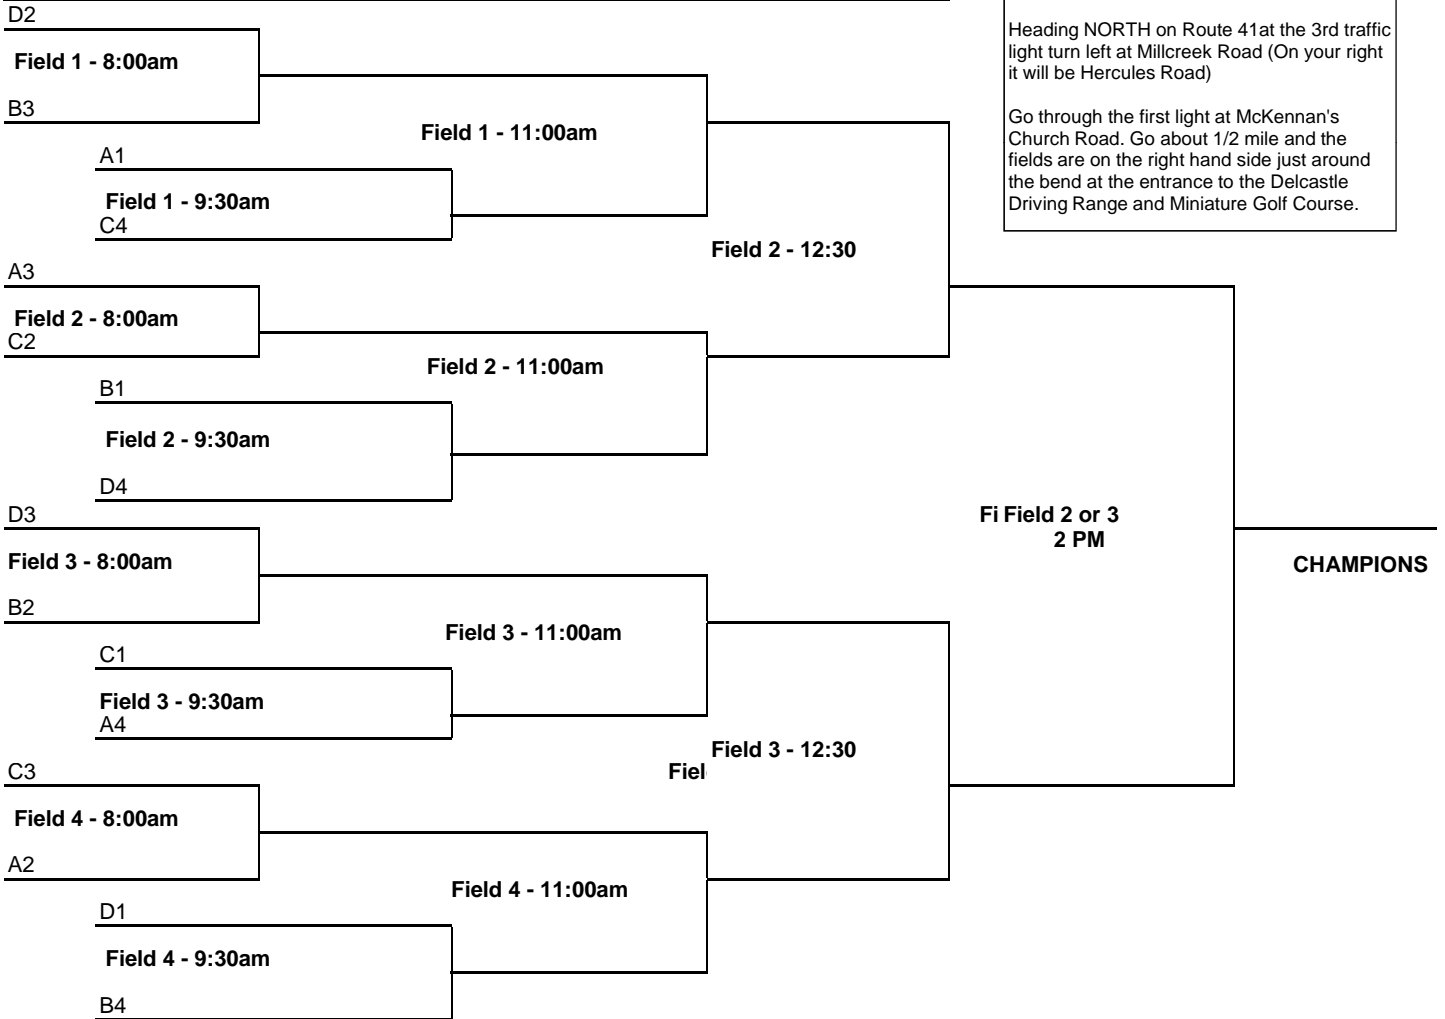 D2
Heading NORTH on Route 41at the 3rd traffic
light turn left at Millcreek Road (On your right
it will be Hercules Road)
Field 1 - 8:00am
B3
Go through the first light at McKennan's
Church Road. Go about 1/2 mile and the
fields are on the right hand side just around
the bend at the entrance to the Delcastle
Driving Range and Miniature Golf Course.
Field 1 - 11:00am
A1
Field 1 - 9:30am
C4
Field 2 - 12:30
A3
Field 2 - 8:00am
C2
Field 2 - 11:00am
B1
Field 2 - 9:30am
D4
D3
Fi Field 2 or 3
2 PM
Field 3 - 8:00am
CHAMPIONS
B2
Field 3 - 11:00am
C1
Field 3 - 9:30am
A4
Field 3 - 12:30
C3
Fiel
Field 4 - 8:00am
A2
Field 4 - 11:00am
D1
Field 4 - 9:30am
B4